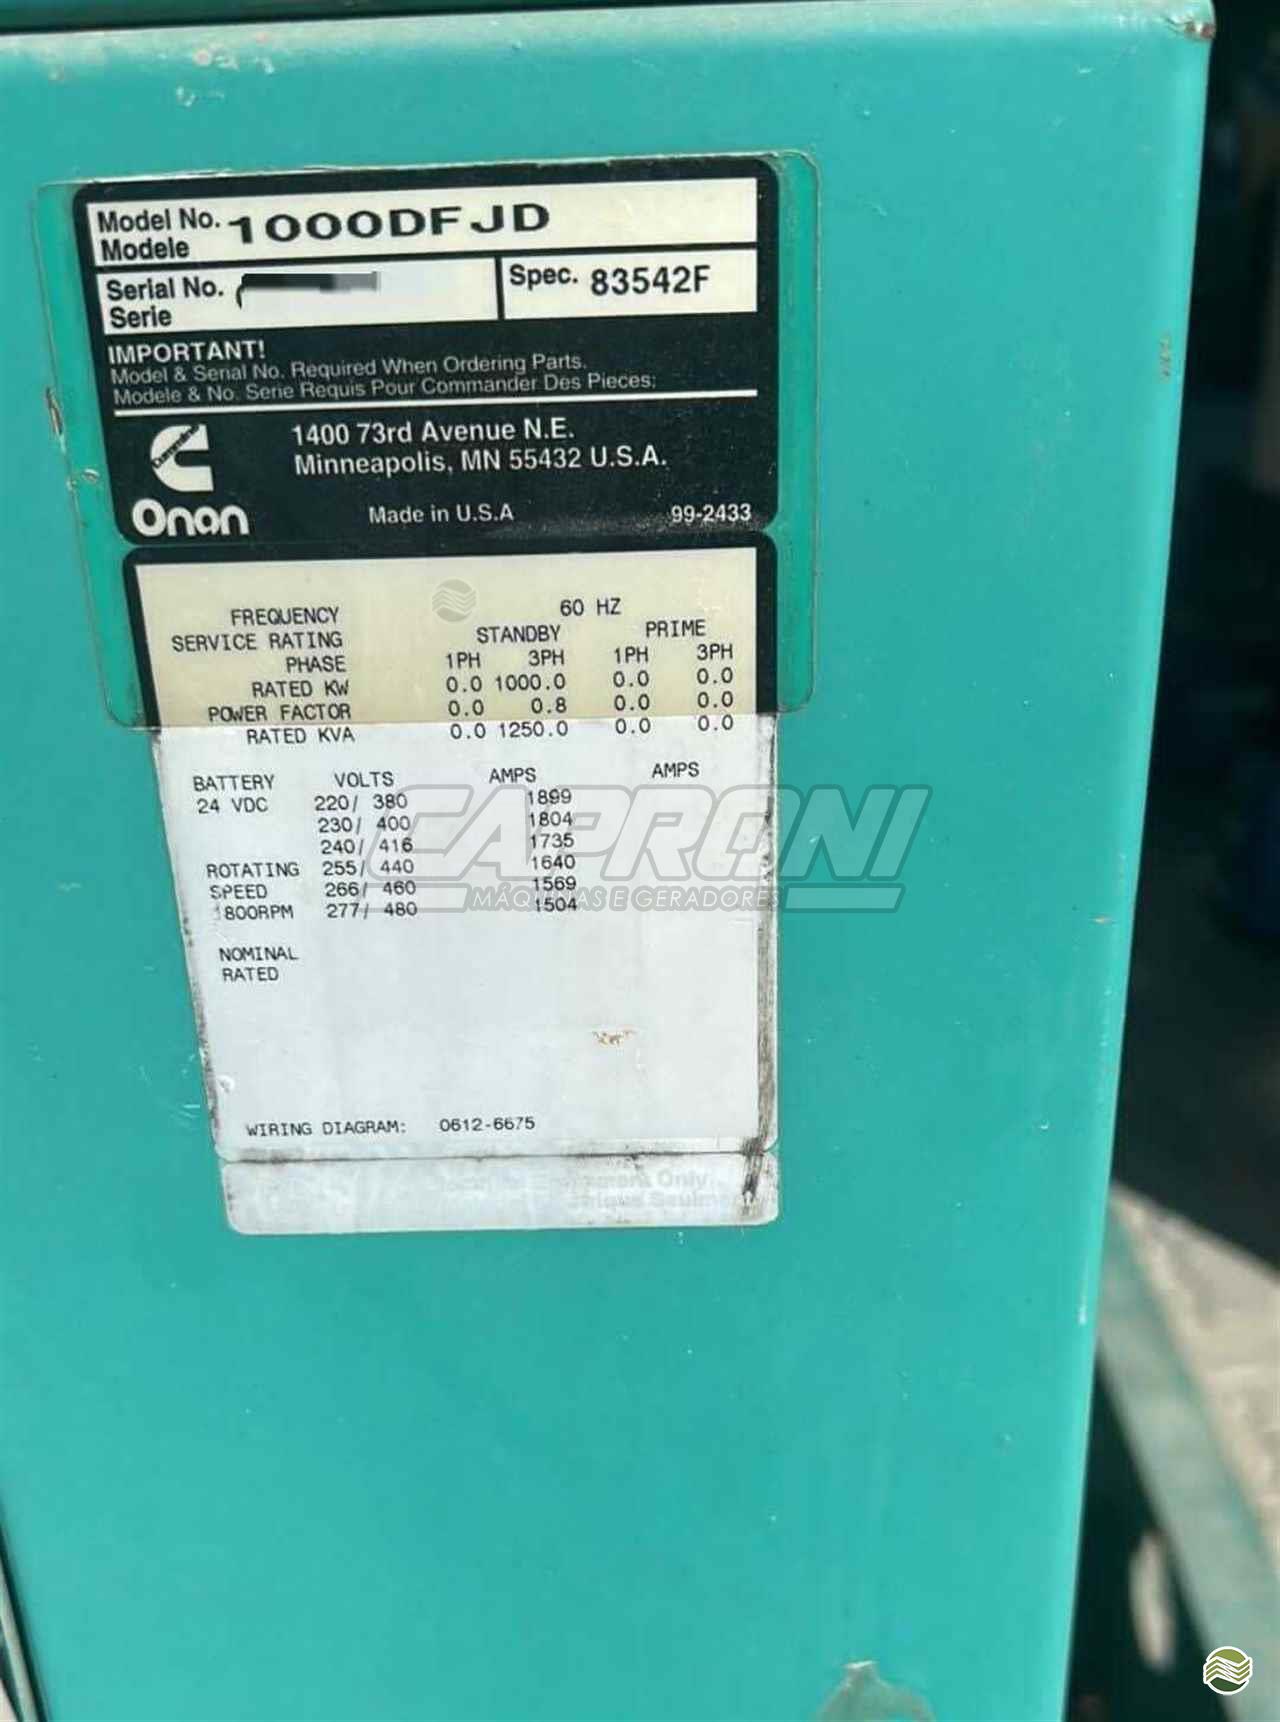 Model No. 1000DFJD
Modele
Serial No. Spec. 83542F
Serie
IMPORTANT!
Model & Serial No. Required When Ordering Parts.
Modele & No. Serie Requis Pour Commander Des Pieces:
Cummins
Onan
1400 73rd Avenue N.E.
Minneapolis, MN 55432 U.S.A.
Made in U.S.A 99-2433
FREQUENCY 60 HZ
SERVICE RATING STANDBY PRIME
PHASE 1PH 3PH 1PH 3PH
RATED KW 0.0 1000.0 0.0 0.0
POWER FACTOR 0.0 0.8 0.0 0.0
RATED KVA 0.0 1250.0 0.0 0.0
BATTERY VOLTS AMPS AMPS
24 VDC 220/ 380 1899
230/ 400 1804
240/ 416 1735
ROTATING 255/ 440 1640
SPEED 266/ 460 1569
1800RPM 277/ 480 1504
CAPRONI
MÁQUINAS E GERADORES
NOMINAL
RATED
WIRING DIAGRAM: 0612-6675
Only